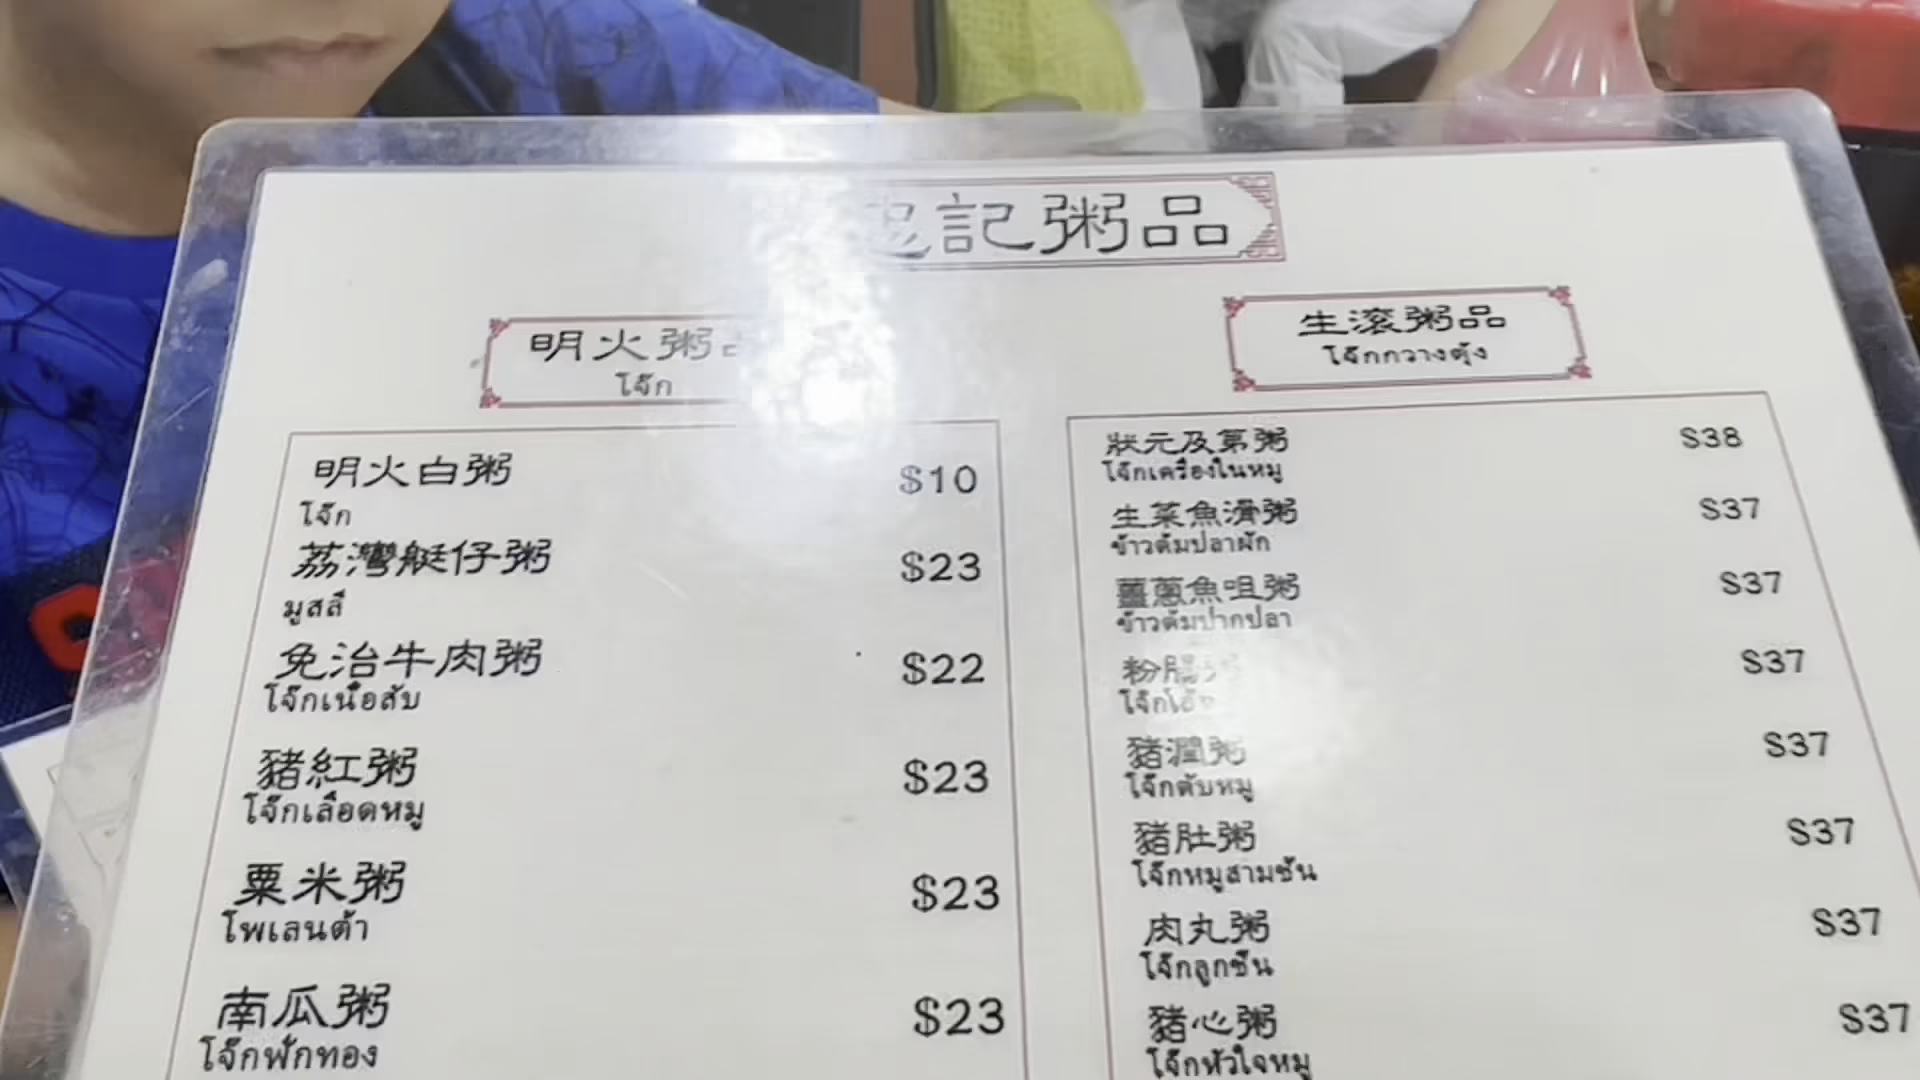 記粥品
明火粥
โจ๊ก
明火白粥 $10
โจ๊ก
荔灣艇仔粥 $23
มูสลี่
免治牛肉粥 $22
โจ๊กเนื้อสับ
豬紅粥 $23
โจ๊กเลือดหมู
粟米粥 $23
โพเลนต้า
南瓜粥 $23
โจ๊กฟักทอง
生滚粥品
โจ๊กกวางตุ้ง
狀元及第粥 $38
โจ๊กเครื่องในหมู
生菜魚滑粥 $37
ข้าวต้มปลาผัก
薑蔥魚咀粥 $37
ข้าวต้มปากปลา
粉腸粥 $37
豬潤粥 $37
โจ๊กตับหมู
豬肚粥 $37
โจ๊กหมูสามชั้น
肉丸粥 $37
โจ๊กลูกชิ้น
豬心粥 $37
โจ๊กหัวใจหมู